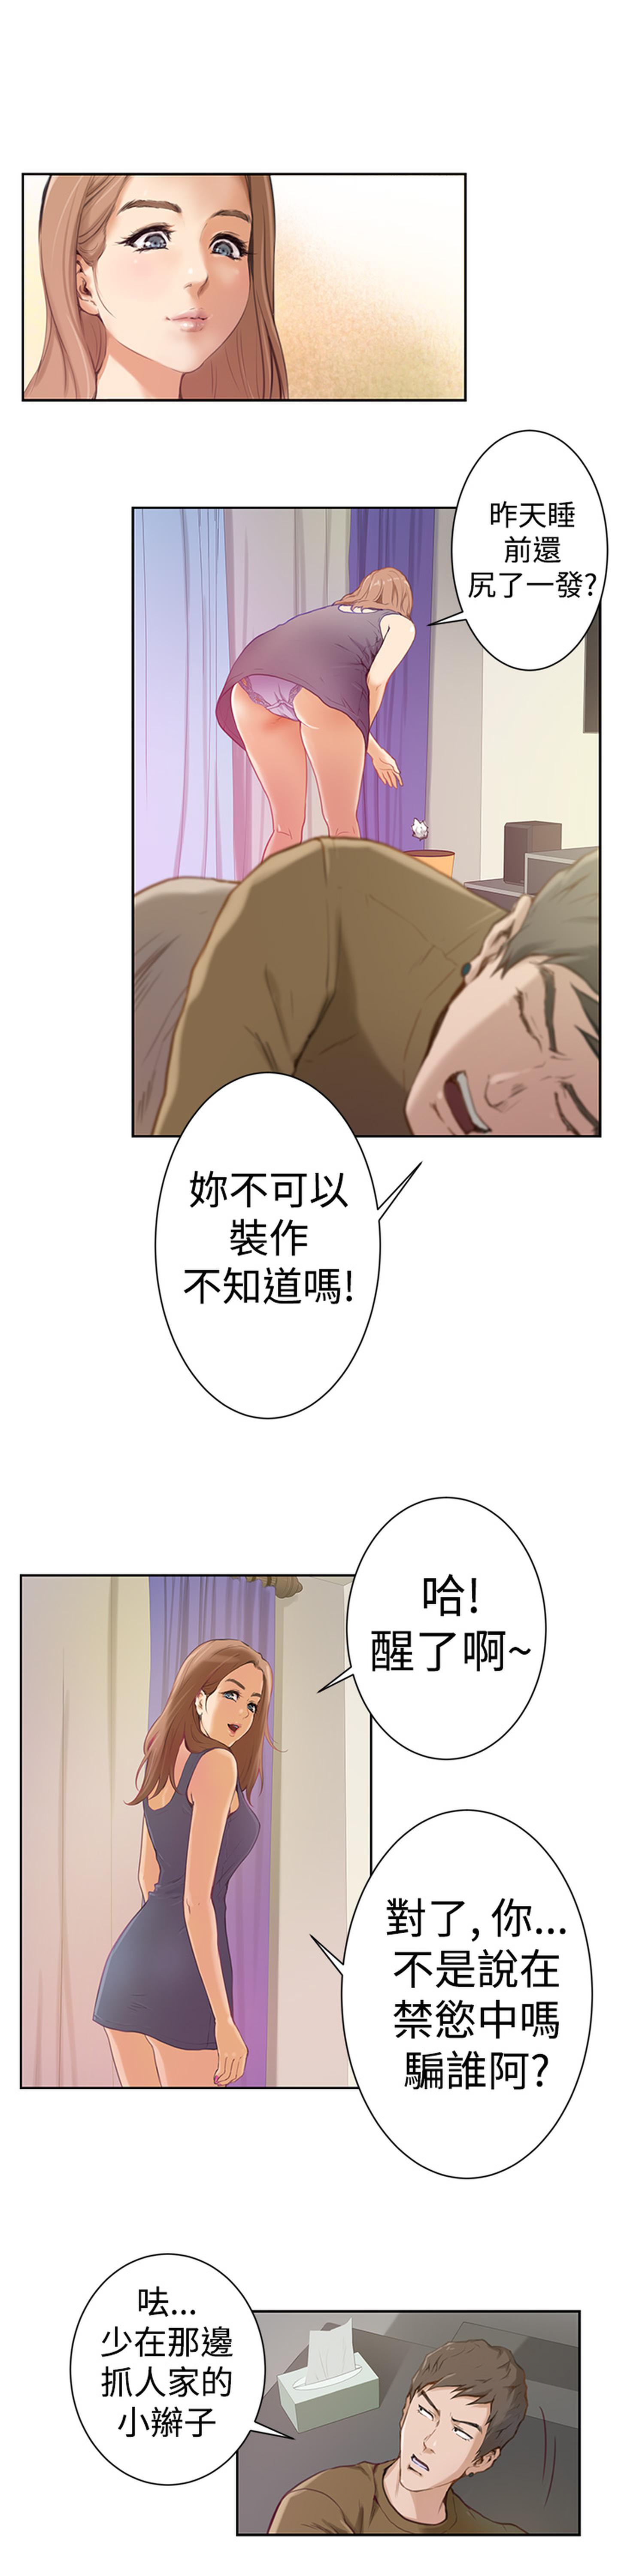 昨天睡
前還
尻了一發?
妳不可以
裝作
不知道嗎!
哈!
醒了啊~
對了, 你...
不是說在
禁慾中嗎
騙誰阿?
呿...
少在那邊
抓人家的
小辮子